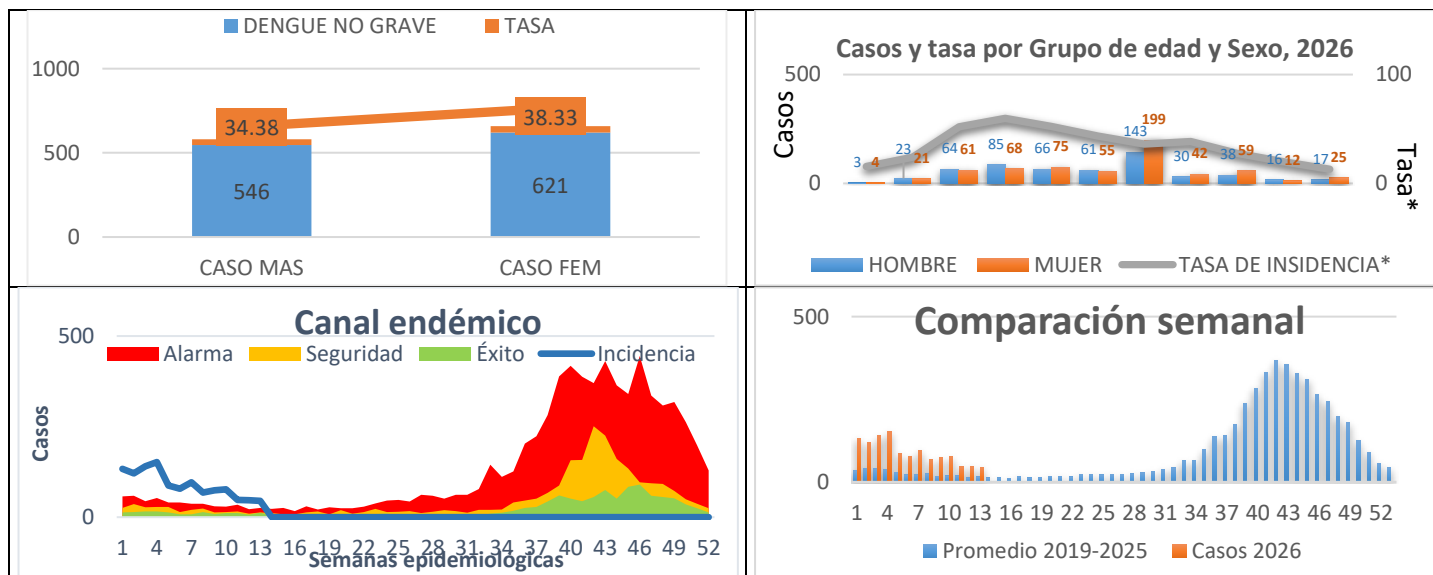 DENGUE NO GRAVE TASA
1000
500
0
34.38
38.33
546
621
CASO MAS CASO FEM
Casos y tasa por Grupo de edad y Sexo, 2026
500
0
Casos
100
0
Tasa*
3 4 23 21 64 61 85 68 66 75 61 55 143 199 30 42 38 59 16 12 17 25
HOMBRE MUJER TASA DE INSIDENCIA*
Canal endémico
Alarma Seguridad Éxito Incidencia
500
0
Casos
1 4 7 10 13 16 19 22 25 28 31 34 37 40 43 46 49 52
Semanas epidemiológicas
Comparación semanal
500
0
1 4 7 10 13 16 19 22 25 28 31 34 37 40 43 46 49 52
Promedio 2019-2025 Casos 2026